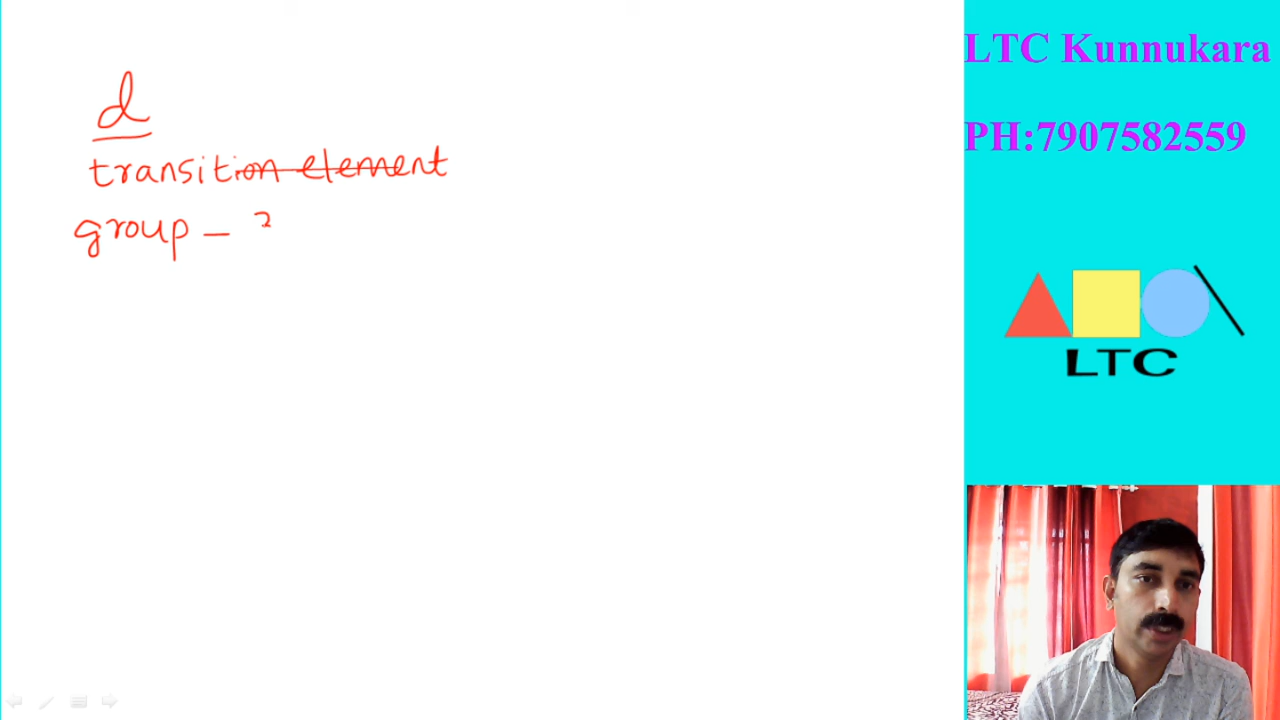 d
transition element
group - 3
LTC Kunnukara
PH:7907582559
LTC